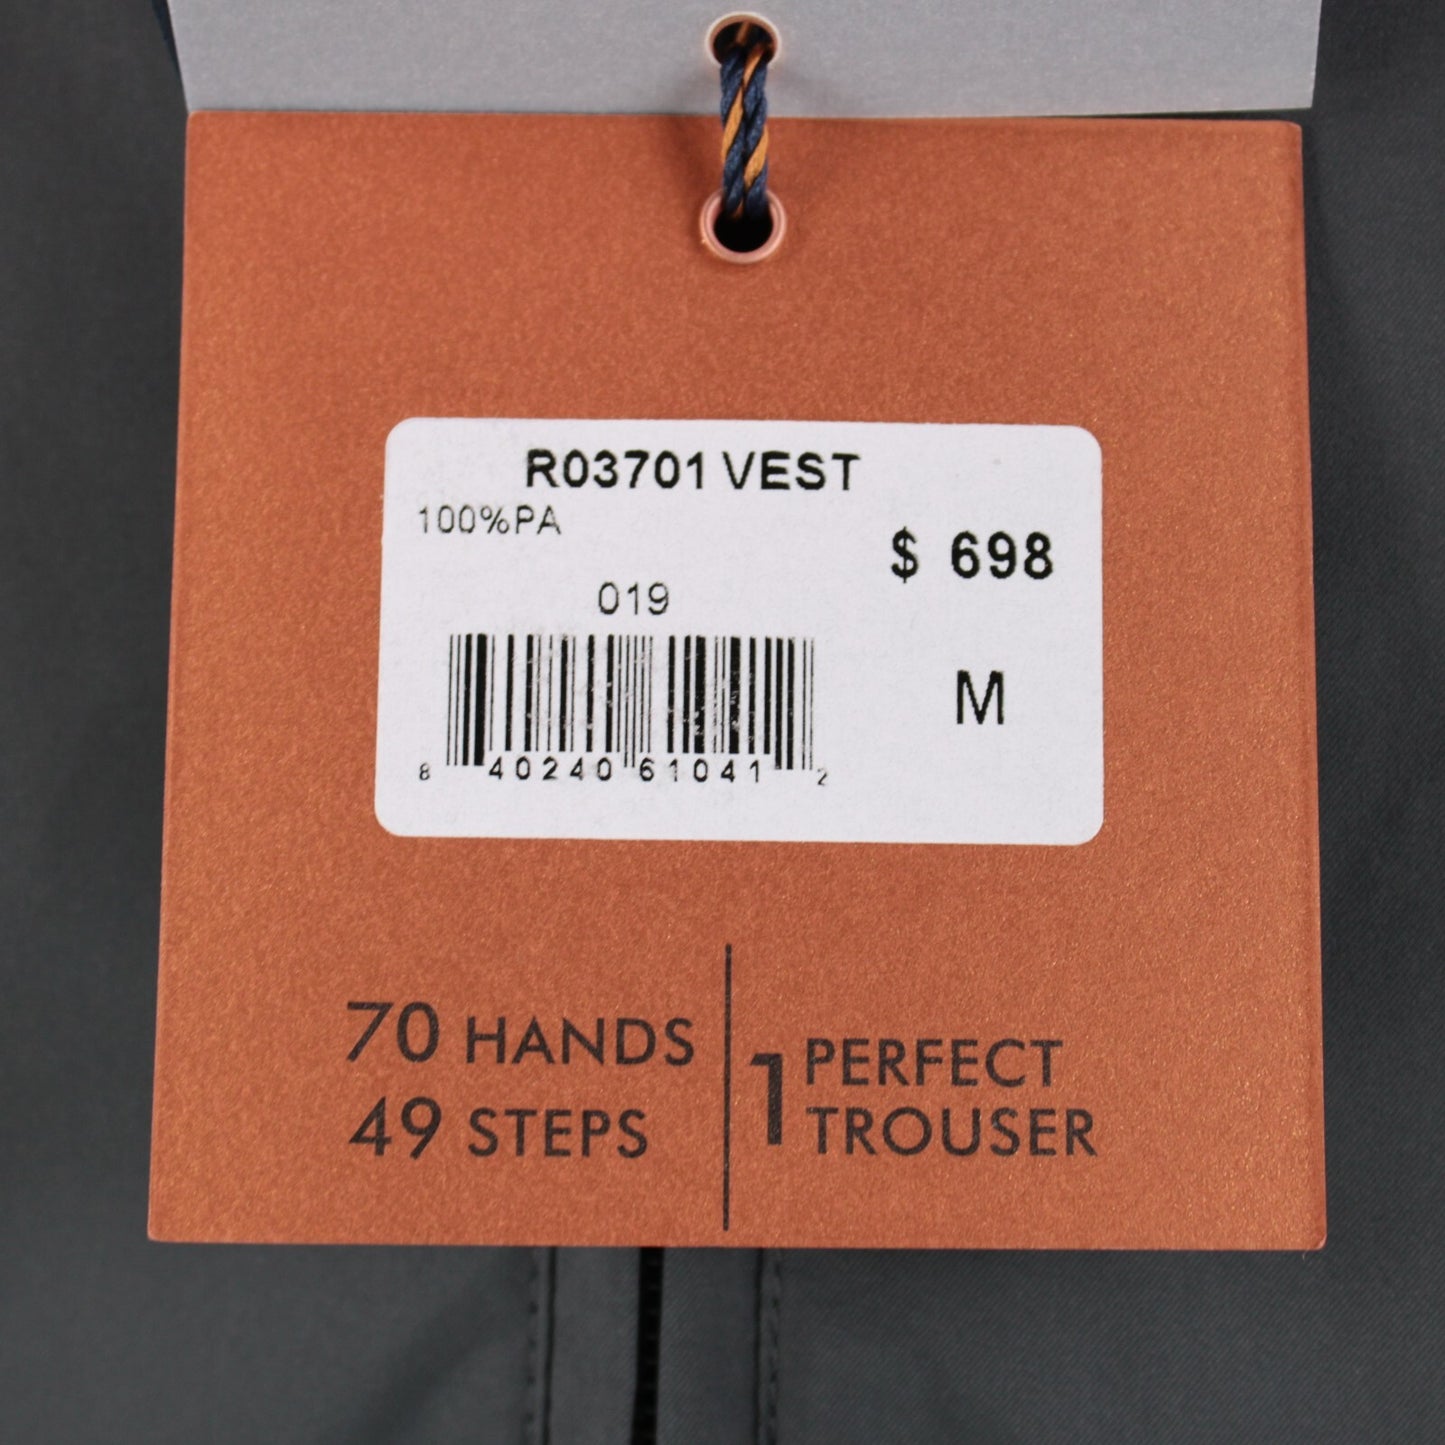 R03701 VEST
100%PA
$ 698
019
M
8 40240 61041 2
70 HANDS
49 STEPS
1 PERFECT
TROUSER